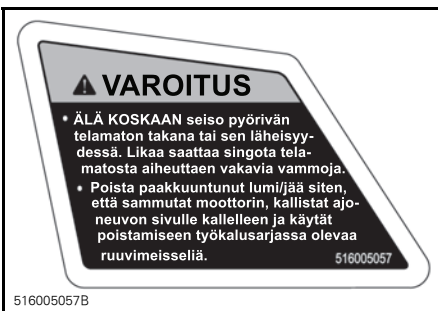 VAROITUS
• ÄLÄ KOSKAAN seiso pyörivän
telamaton takana tai sen läheisyy-
dessä. Likaa saattaa singota tela-
matosta aiheuttaen vakavia vammoja.
• Poista paakkuuntunut lumi/jää siten,
että sammutat moottorin, kallistat ajo-
neuvon sivulle kallelleen ja käytät
poistamiseen työkalusarjassa olevaa
ruuvimeisseliä.
516005057
516005057B